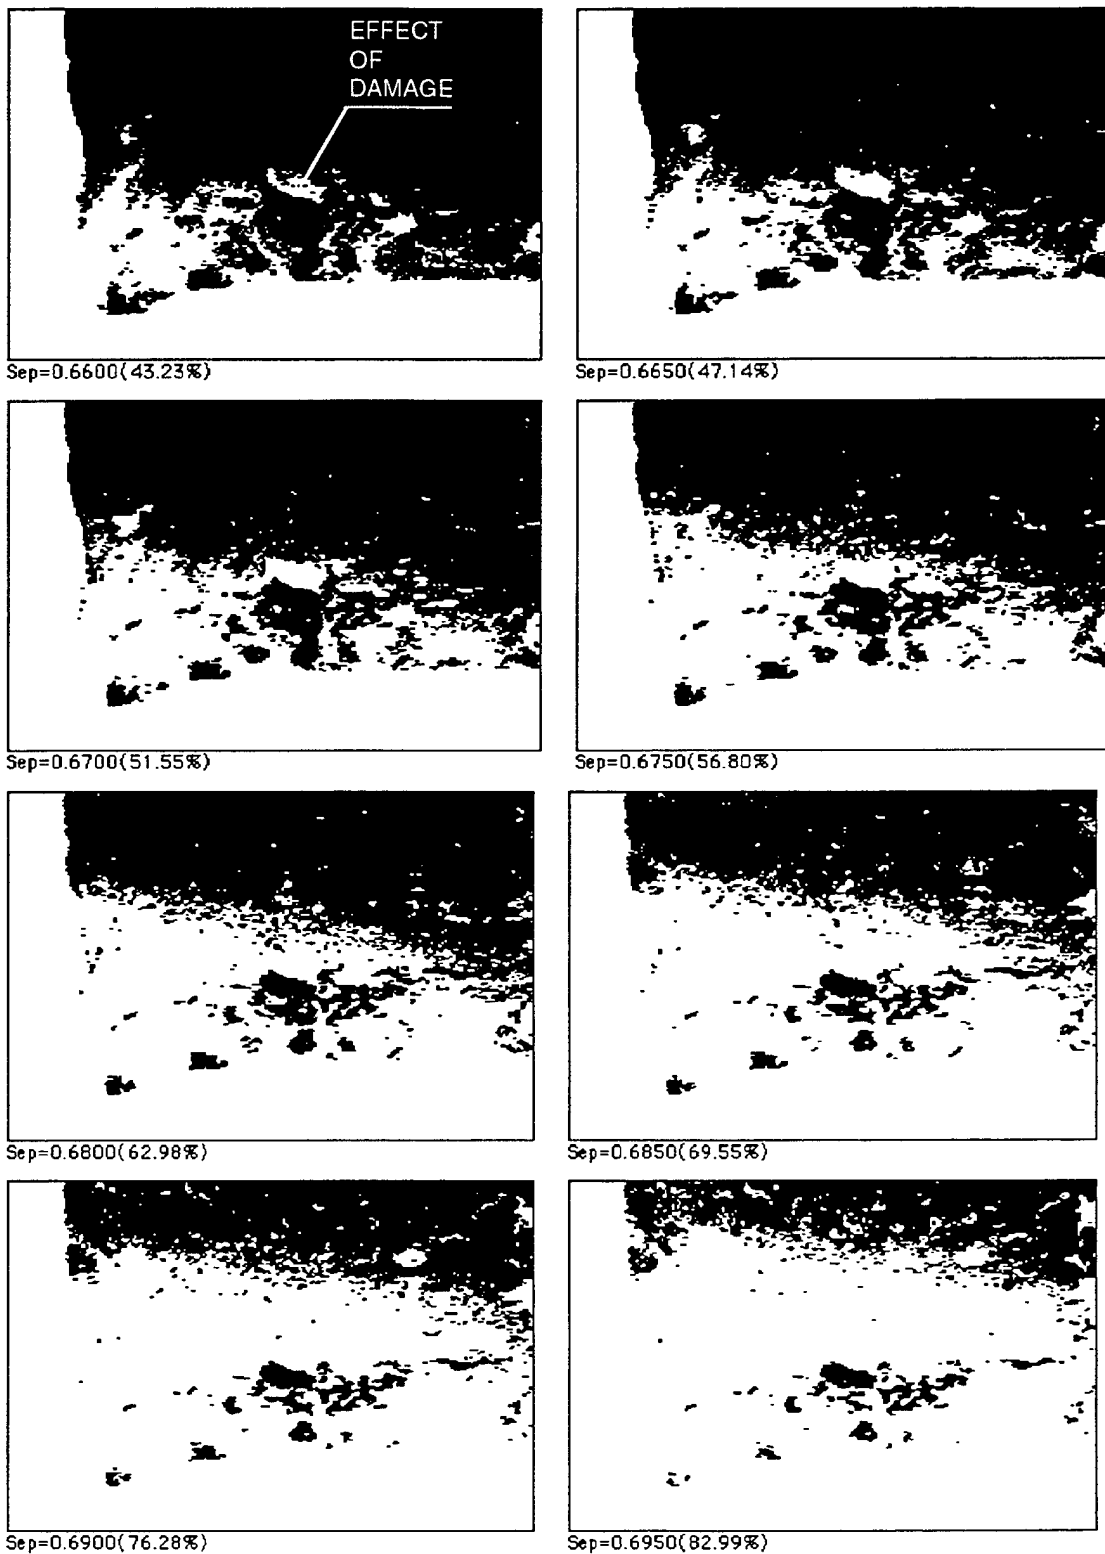 EFFECT
OF
DAMAGE
Sep=0.6600(43.23%)
Sep=0.6650(47.14%)
Sep=0.6700(51.55%)
Sep=0.6750(56.80%)
Sep=0.6800(62.98%)
Sep=0.6850(69.55%)
Sep=0.6900(76.28%)
Sep=0.6950(82.99%)